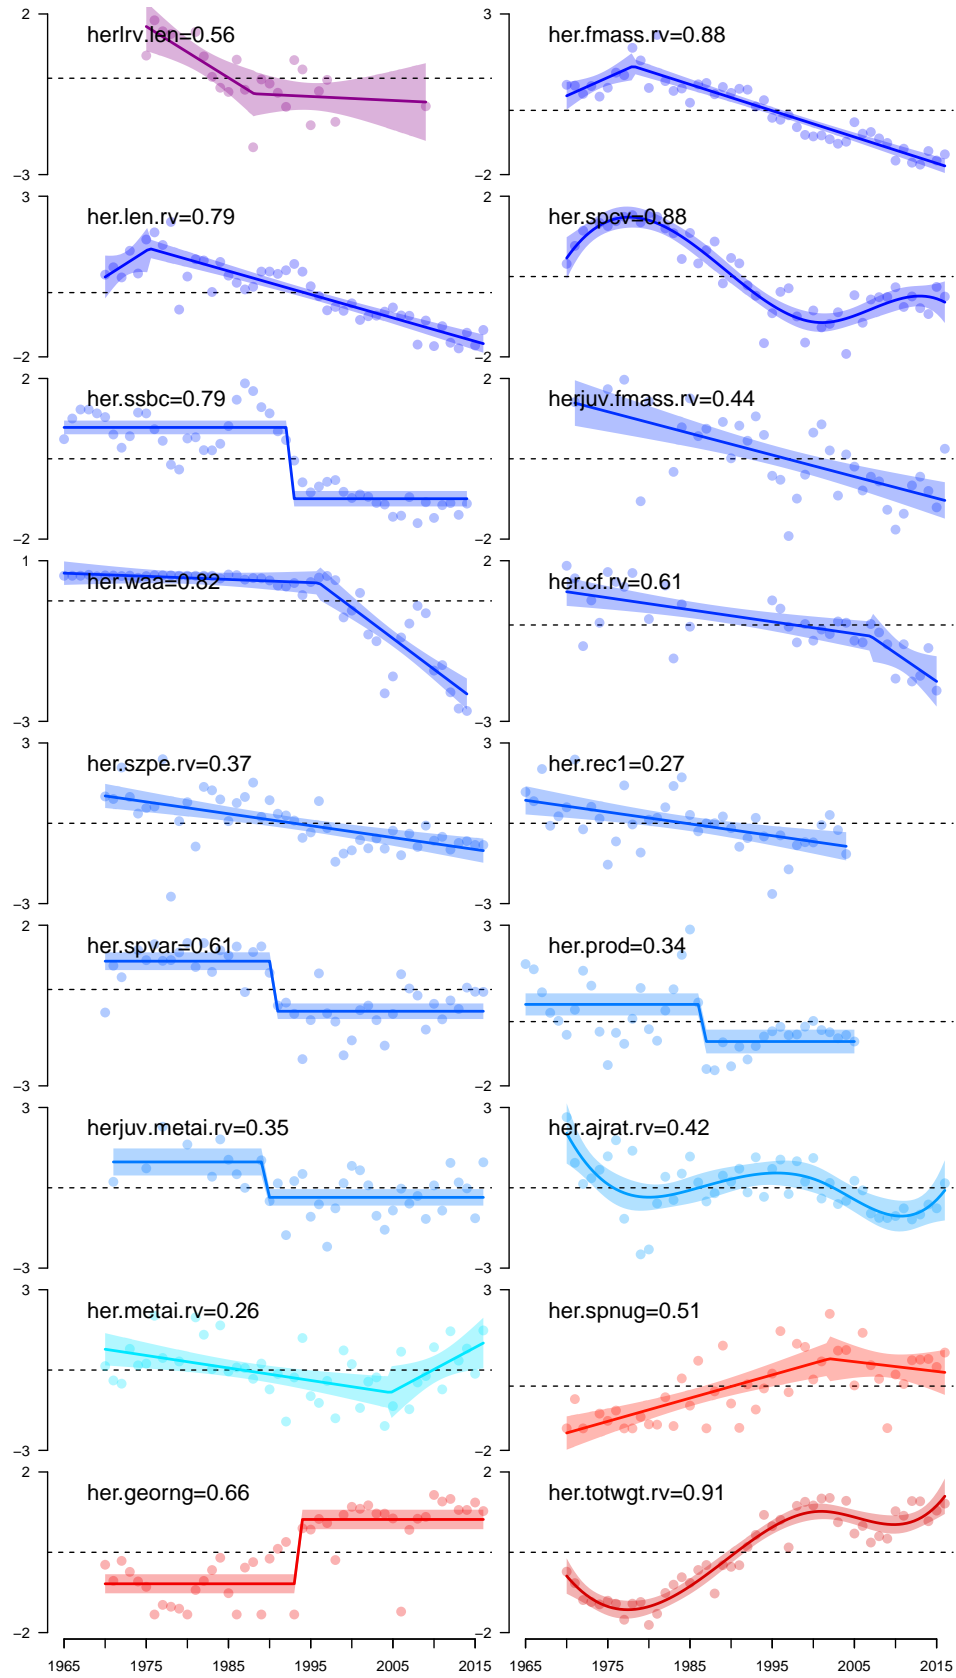 2
herlrv.len=0.56
−3
3
her.fmass.rv=0.88
−2
3
her.len.rv=0.79
−2
2
her.spcv=0.88
−2
2
her.ssbc=0.79
−2
2
herjuv.fmass.rv=0.44
−2
1
her.waa=0.82
−3
2
her.cf.rv=0.61
−3
3
her.szpe.rv=0.37
−3
3
her.rec1=0.27
−3
2
her.spvar=0.61
−3
3
her.prod=0.34
−2
3
herjuv.metai.rv=0.35
−3
3
her.ajrat.rv=0.42
−3
3
her.metai.rv=0.26
−3
3
her.spnug=0.51
−2
2
her.georng=0.66
−2
2
her.totwgt.rv=0.91
−2
1965 1975 1985 1995 2005 2015
1965 1975 1985 1995 2005 2015